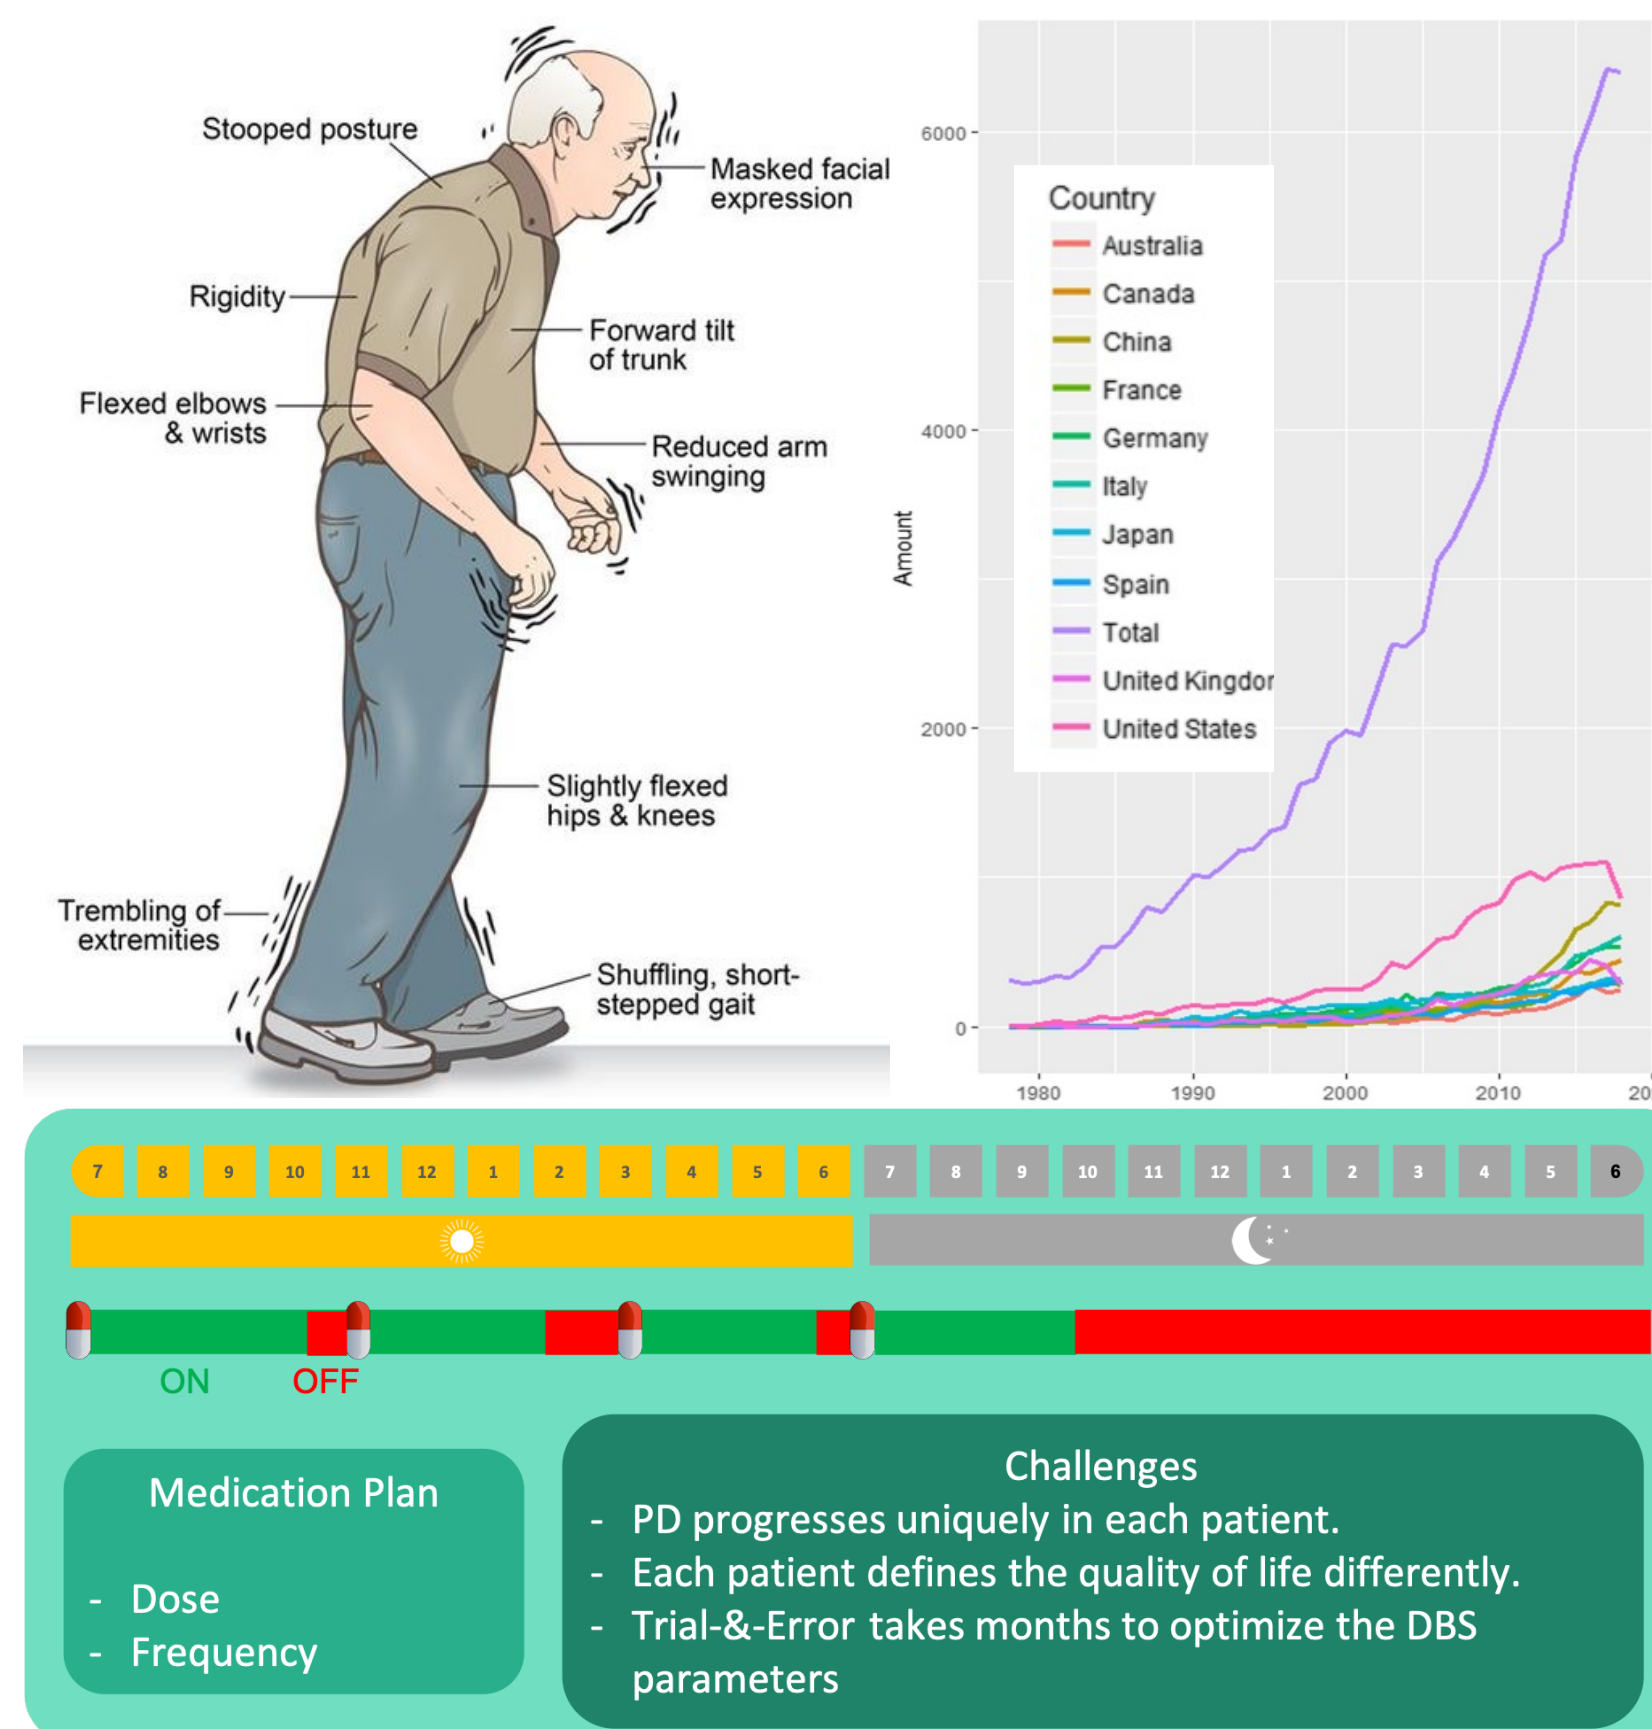 Stooped posture
Masked facial
expression
Rigidity
Forward tilt
of trunk
Flexed elbows
& wrists
Reduced arm
swinging
Slightly flexed
hips & knees
Trembling of
extremities
Shuffling, short-
stepped gait
6000
4000
2000
0
Amount
Country
Australia
Canada
China
France
Germany
Italy
Japan
Spain
Total
United Kingdor
United States
1980 1990 2000 2010 20
7 8 9 10 11 12 1 2 3 4 5 6 7 8 9 10 11 12 1 2 3 4 5 6
ON OFF
Medication Plan
- Dose
- Frequency
Challenges
- PD progresses uniquely in each patient.
- Each patient defines the quality of life differently.
- Trial-&-Error takes months to optimize the DBS
parameters